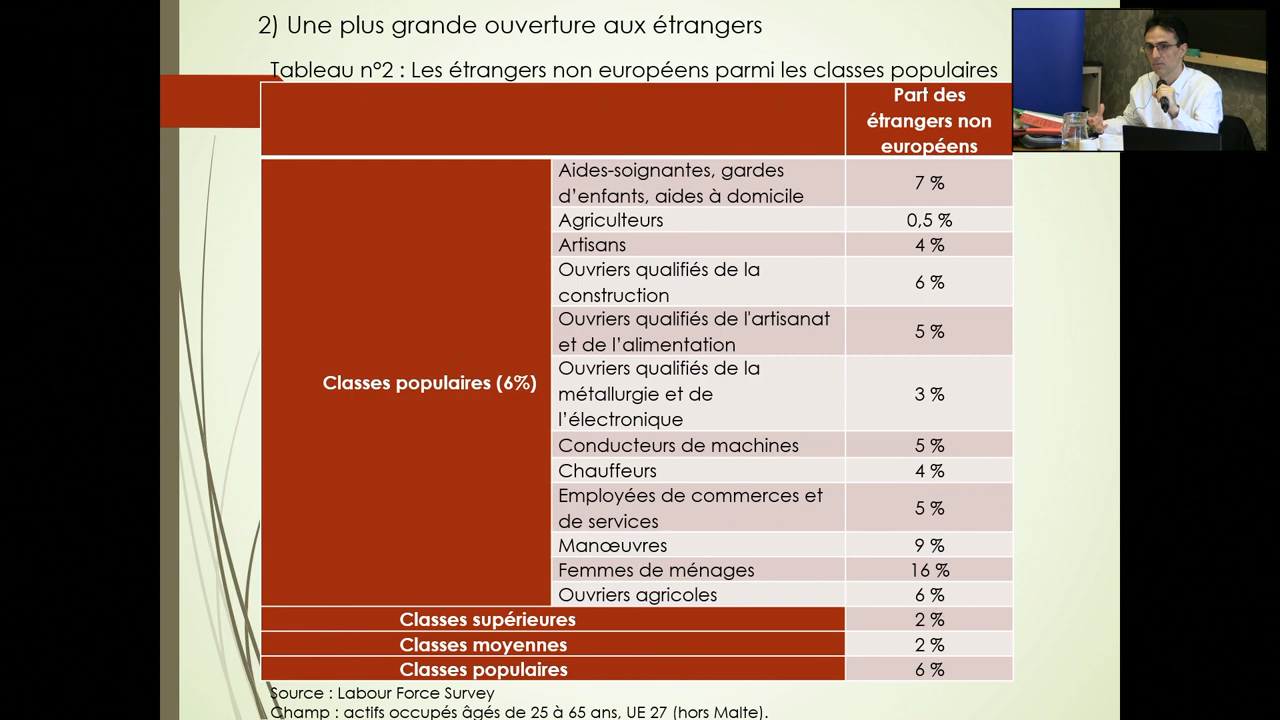 2) Une plus grande ouverture aux étrangers
Tableau n°2 : Les étrangers non européens parmi les classes populaires
Part des
étrangers non
européens
Classes populaires (6%)
Aides-soignantes, gardes
d’enfants, aides à domicile
7 %
Agriculteurs
0,5 %
Artisans
4 %
Ouvriers qualifiés de la
construction
6 %
Ouvriers qualifiés de l'artisanat
et de l’alimentation
5 %
Ouvriers qualifiés de la
métallurgie et de
l’électronique
3 %
Conducteurs de machines
5 %
Chauffeurs
4 %
Employées de commerces et
de services
5 %
Manœuvres
9 %
Femmes de ménages
16 %
Ouvriers agricoles
6 %
Classes supérieures
2 %
Classes moyennes
2 %
Classes populaires
6 %
Source : Labour Force Survey
Champ : actifs occupés âgés de 25 à 65 ans, UE 27 (hors Malte).